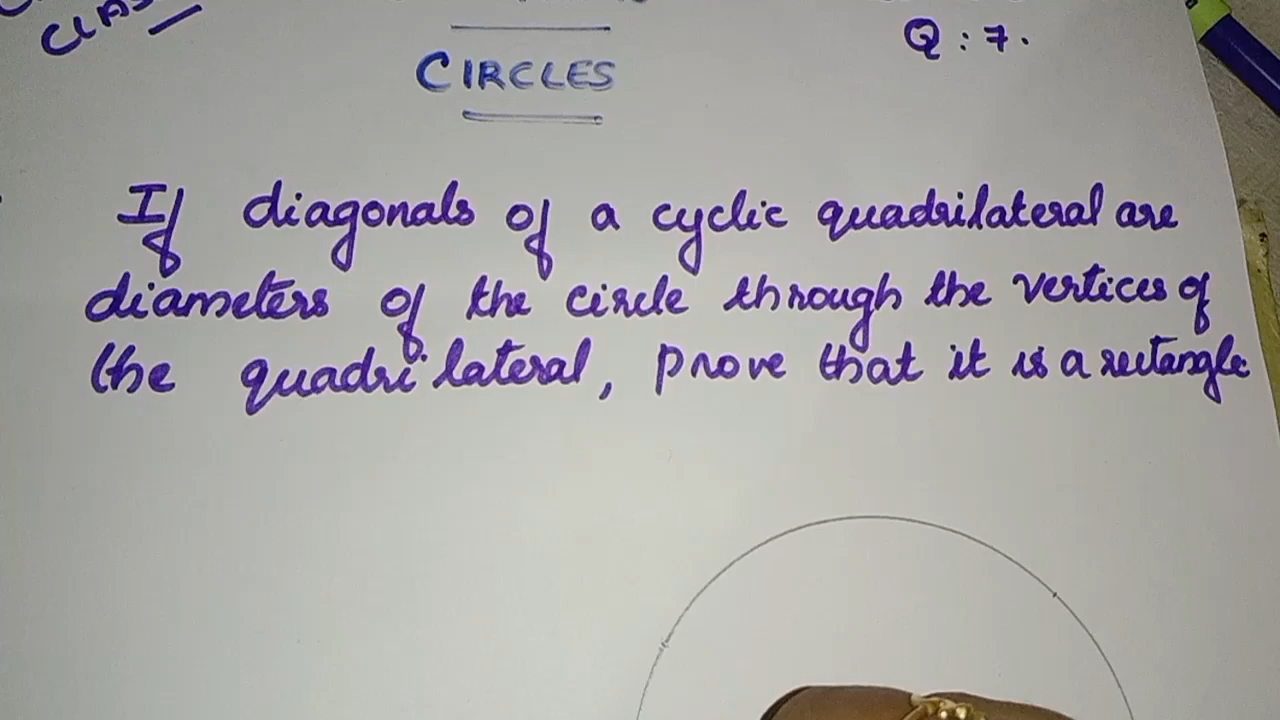 Q : 7.
CIRCLES
If diagonals of a cyclic quadrilateral are
diameters of the circle through the vertices of
the quadrilateral, prove that it is a rectangle